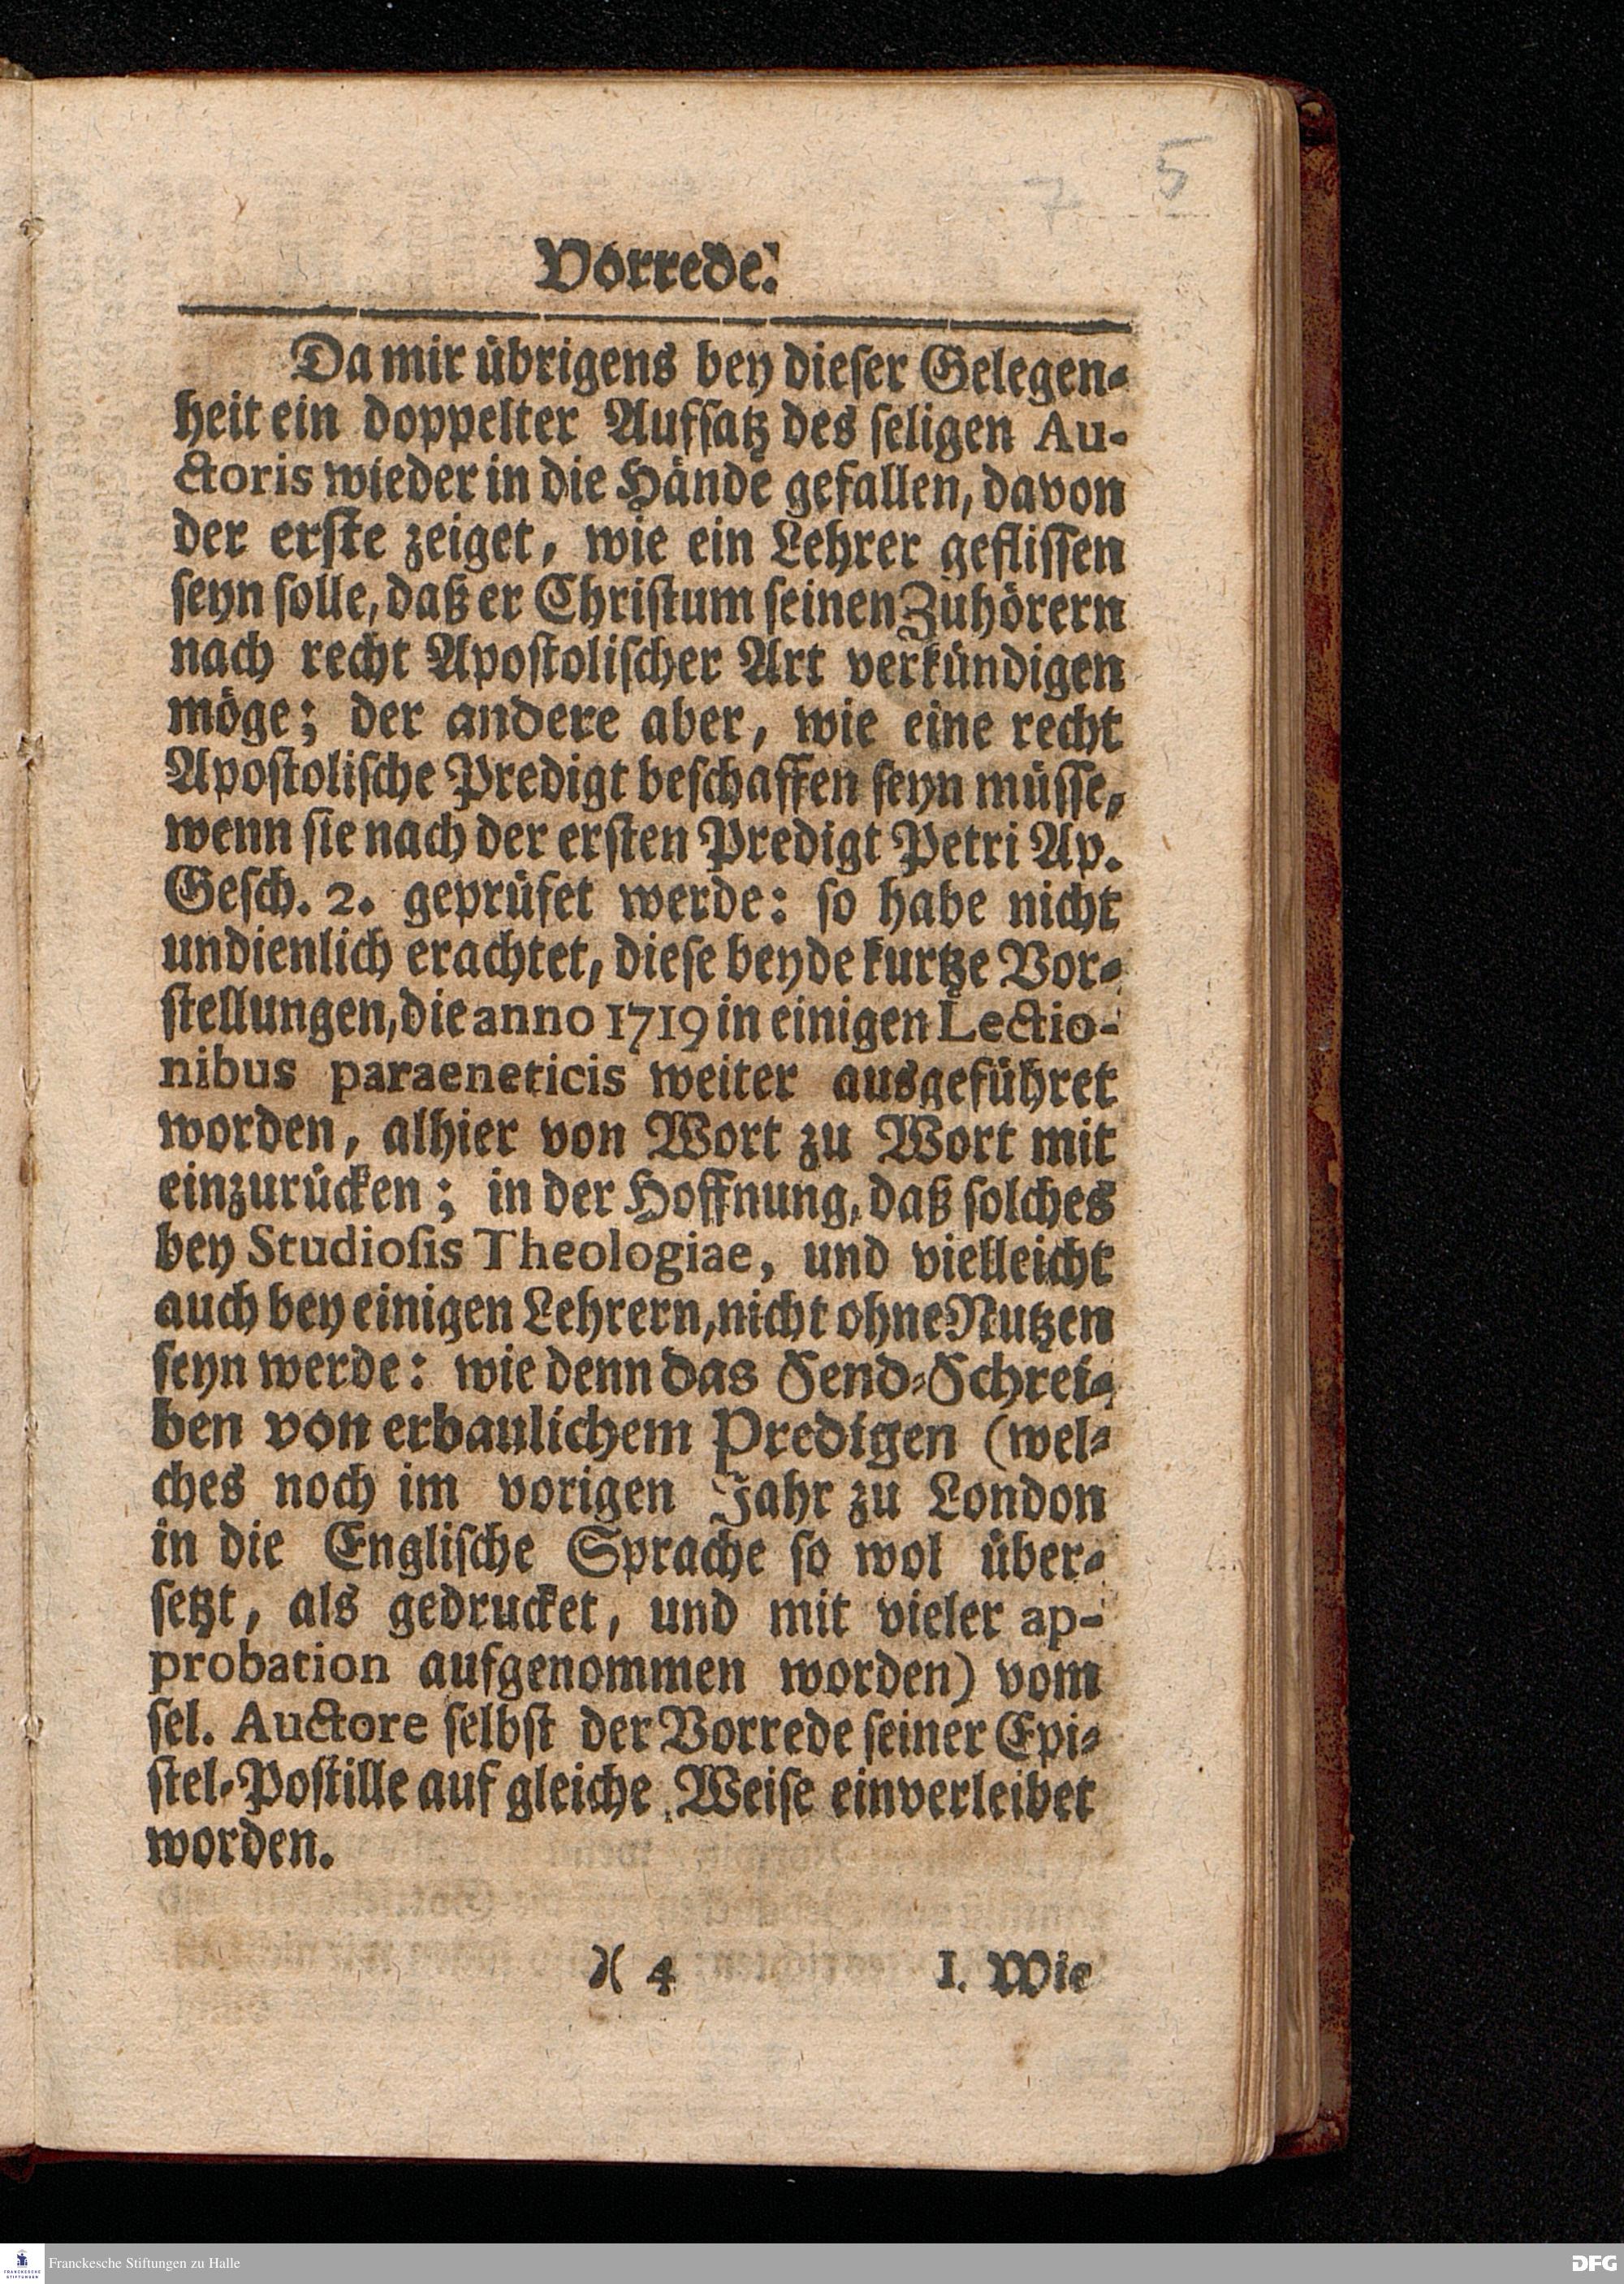 7 5
Vorrede.
Da mir übrigens bey dieser Gelegen-
heit ein doppelter Aufsatz des seligen Au-
ctoris wieder in die Hände gefallen, davon
der erste zeiget, wie ein Lehrer geflissen
seyn solle, daß er Christum seinen Zuhörern
nach recht Apostolischer Art verkündigen
möge; der andere aber, wie eine recht
Apostolische Predigt beschaffen seyn müsse,
wenn sie nach der ersten Predigt Petri Ap.
Gesch. 2. geprüfet werde: so habe nicht
undienlich erachtet, diese beyde kurtze Vor-
stellungen, die anno 1719 in einigen Lectio-
nibus paraeneticis weiter ausgeführet
worden, alhier von Wort zu Wort mit
einzurücken; in der Hoffnung, daß solches
bey Studiosis Theologiae, und vielleicht
auch bey einigen Lehrern, nicht ohne Nutzen
seyn werde: wie denn das Send-Schrei-
ben von erbaulichem Predigen (wel-
ches noch im vorigen Jahr zu London
in die Englische Sprache so wol über-
setzt, als gedrucket, und mit vieler ap-
probation aufgenommen worden) vom
sel. Auctore selbst der Vorrede seiner Epi-
stel-Postille auf gleiche Weise einverleibet
worden.
)( 4 I. Wie
Franckesche Stiftungen zu Halle
DFG